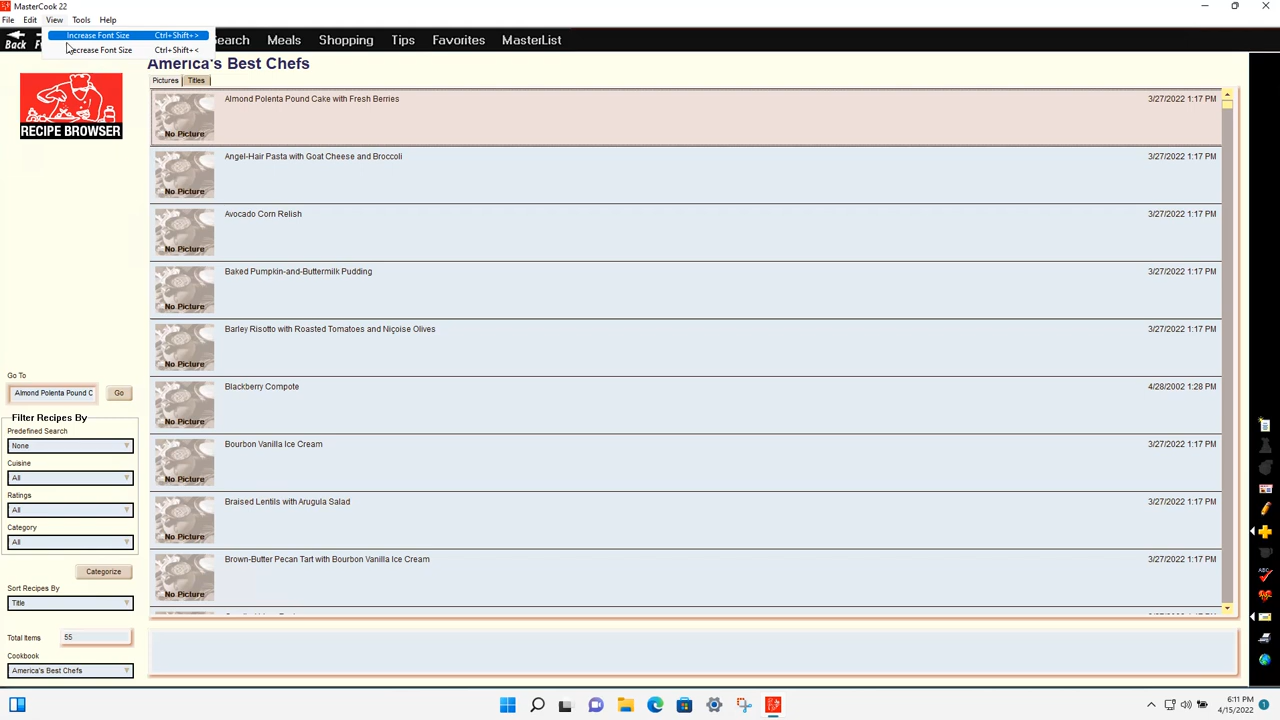 MasterCook 22
File Edit View Tools Help
Increase Font Size Ctrl+Shift+>
Decrease Font Size Ctrl+Shift+<
Back Search Meals Shopping Tips Favorites MasterList
America's Best Chefs
Pictures Titles
RECIPE BROWSER
No Picture Almond Polenta Pound Cake with Fresh Berries 3/27/2022 1:17 PM
No Picture Angel-Hair Pasta with Goat Cheese and Broccoli 3/27/2022 1:17 PM
No Picture Avocado Corn Relish 3/27/2022 1:17 PM
No Picture Baked Pumpkin-and-Buttermilk Pudding 3/27/2022 1:17 PM
No Picture Barley Risotto with Roasted Tomatoes and Niçoise Olives 3/27/2022 1:17 PM
No Picture Blackberry Compote 4/28/2002 1:28 PM
No Picture Bourbon Vanilla Ice Cream 3/27/2022 1:17 PM
No Picture Braised Lentils with Arugula Salad 3/27/2022 1:17 PM
No Picture Brown-Butter Pecan Tart with Bourbon Vanilla Ice Cream 3/27/2022 1:17 PM
Go To
Almond Polenta Pound C Go
Filter Recipes By
Predefined Search
None
Cuisine
All
Ratings
All
Category
All
Categorize
Sort Recipes By
Title
Total Items 55
Cookbook
America's Best Chefs
ABC
6:11 PM
4/15/2022
1